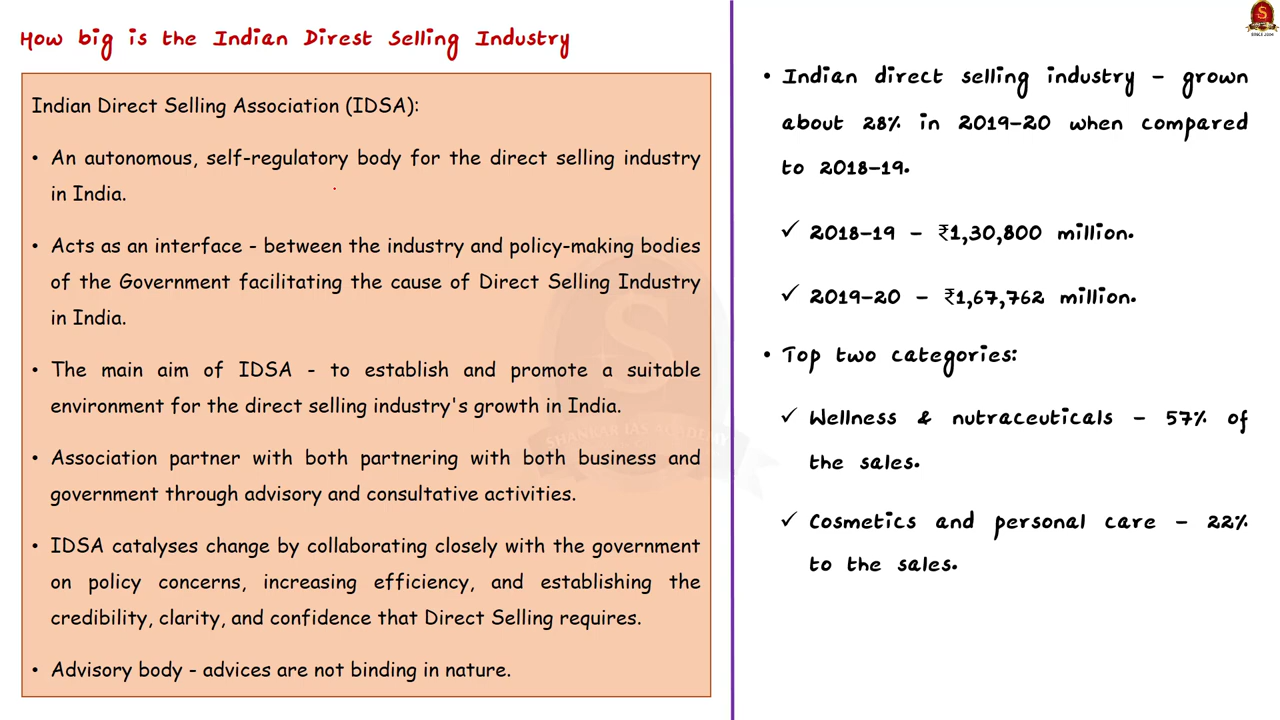 How big is the Indian Direst Selling Industry
Indian Direct Selling Association (IDSA):
• An autonomous, self-regulatory body for the direct selling industry
in India.
• Acts as an interface - between the industry and policy-making bodies
of the Government facilitating the cause of Direct Selling Industry
in India.
• The main aim of IDSA - to establish and promote a suitable
environment for the direct selling industry's growth in India.
• Association partner with both partnering with both business and
government through advisory and consultative activities.
• IDSA catalyses change by collaborating closely with the government
on policy concerns, increasing efficiency, and establishing the
credibility, clarity, and confidence that Direct Selling requires.
• Advisory body - advices are not binding in nature.
• Indian direct selling industry - grown
about 28% in 2019-20 when compared
to 2018-19.
✓ 2018-19 - ₹1,30,800 million.
✓ 2019-20 - ₹1,67,762 million.
• Top two categories:
✓ Wellness & nutraceuticals - 57% of
the sales.
✓ Cosmetics and personal care - 22%
to the sales.
S
SHANKAR IAS ACADEMY
S
SINCE 2004